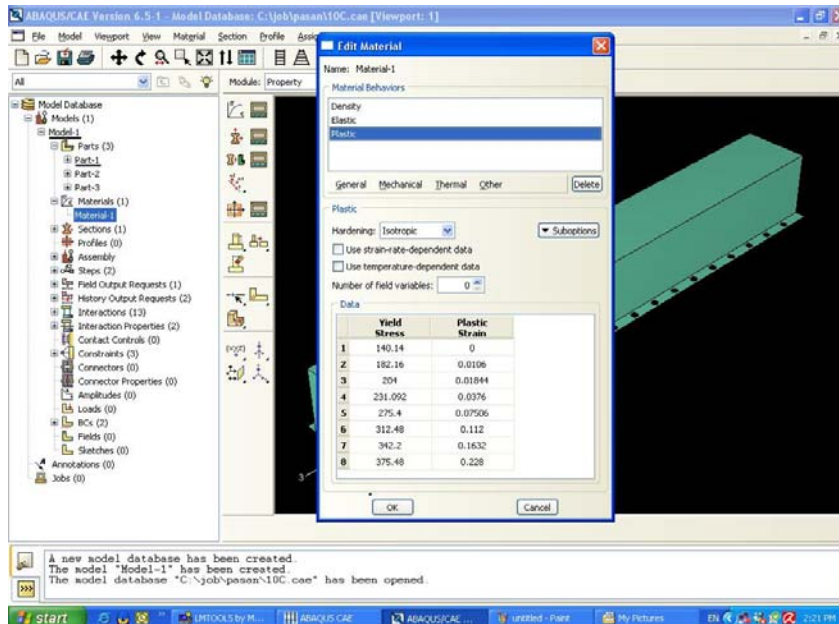 ABAQUS/CAE Version 6.5-1 - Model Database: C:\job\pasan\10C.cae [Viewport: 1]
File Model Viewport View Material Section Profile Assig
All
Module: Property
Model Database
Models (1)
Model-1
Parts (3)
Part-1
Part-2
Part-3
Materials (1)
Material-1
Sections (1)
Profiles (0)
Assembly
Steps (2)
Field Output Requests (1)
History Output Requests (2)
Interactions (13)
Interaction Properties (2)
Contact Controls (0)
Constraints (3)
Connectors (0)
Connector Properties (0)
Amplitudes (0)
Loads (0)
BCs (2)
Fields (0)
Sketches (0)
Annotations (0)
Jobs (0)
Edit Material
Name: Material-1
Material Behaviors
Density
Elastic
Plastic
General Mechanical Thermal Other Delete
Plastic
Hardening: Isotropic Suboptions
Use strain-rate-dependent data
Use temperature-dependent data
Number of field variables: 0
Data
Yield Stress Plastic Strain
1 140.14 0
2 182.16 0.0106
3 204 0.01844
4 231.092 0.0376
5 275.4 0.07506
6 312.48 0.112
7 342.2 0.1632
8 375.48 0.228
OK Cancel
3
A new model database has been created.
The model "Model-1" has been created.
The model database "C:\job\pasan\10C.cae" has been opened.
start LMTOOLS by M... ABAQUS CAE ABAQUS/CAE ... untitled - Paint My Pictures EN 2:21 PM